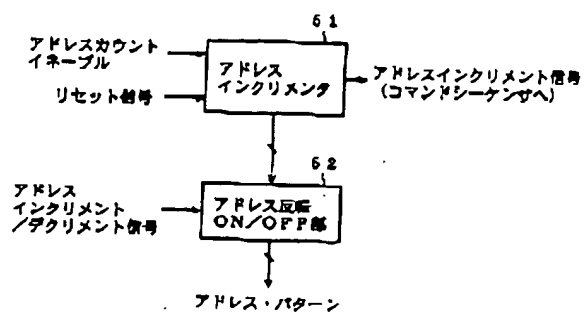 51
アドレスカウント
イネーブル
リセット信号
アドレス
インクリメンタ
アドレスインクリメント信号
(コマンドシーケンサへ)
52
アドレス
インクリメント
/デクリメント信号
アドレス反転
ON/OFF部
アドレス・パターン